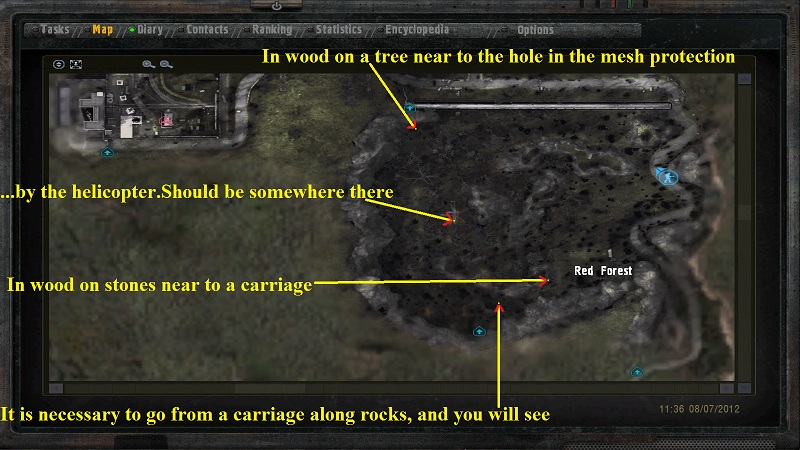 Tasks Map Diary Contacts Ranking Statistics Encyclopedia Options
In wood on a tree near to the hole in the mesh protection
...by the helicopter.Should be somewhere there
Red Forest
In wood on stones near to a carriage
It is necessary to go from a carriage along rocks, and you will see
11:36 08/07/2012